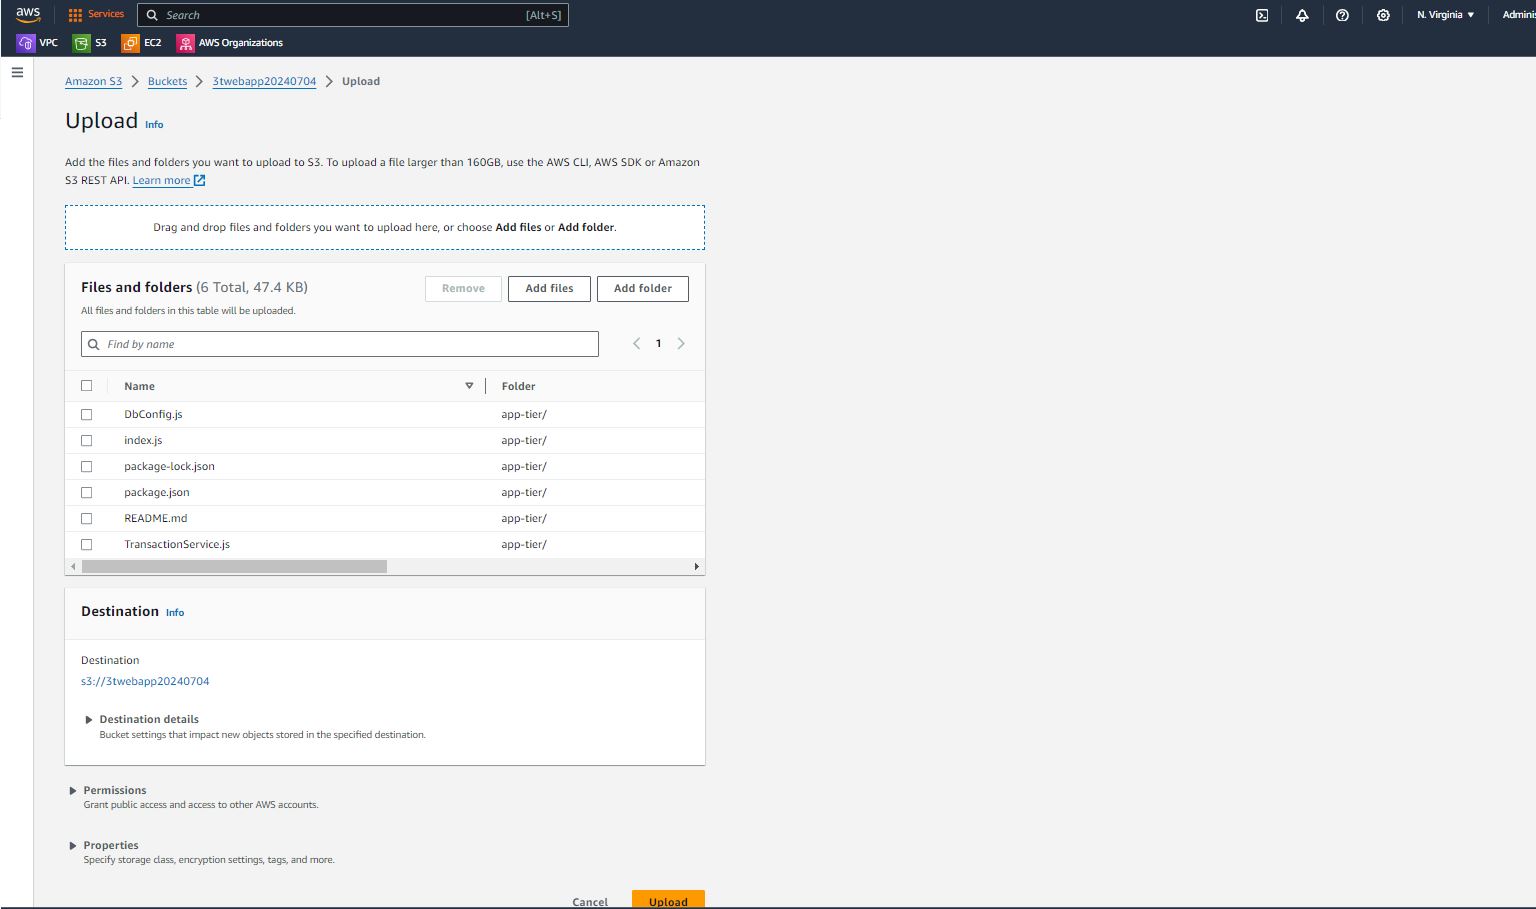 aws
Services
Search
[Alt+S]
N. Virginia
VPC
S3
EC2
AWS Organizations
Amazon S3 > Buckets > 3twebapp20240704 > Upload
Upload Info
Add the files and folders you want to upload to S3. To upload a file larger than 160GB, use the AWS CLI, AWS SDK or Amazon
S3 REST API. Learn more
Drag and drop files and folders you want to upload here, or choose Add files or Add folder.
Files and folders (6 Total, 47.4 KB)
Remove
Add files
Add folder
All files and folders in this table will be uploaded.
Find by name
1
Name Folder
DbConfig.js app-tier/
index.js app-tier/
package-lock.json app-tier/
package.json app-tier/
README.md app-tier/
TransactionService.js app-tier/
Destination Info
Destination
s3://3twebapp20240704
Destination details
Bucket settings that impact new objects stored in the specified destination.
Permissions
Grant public access and access to other AWS accounts.
Properties
Specify storage class, encryption settings, tags, and more.
Cancel
Upload